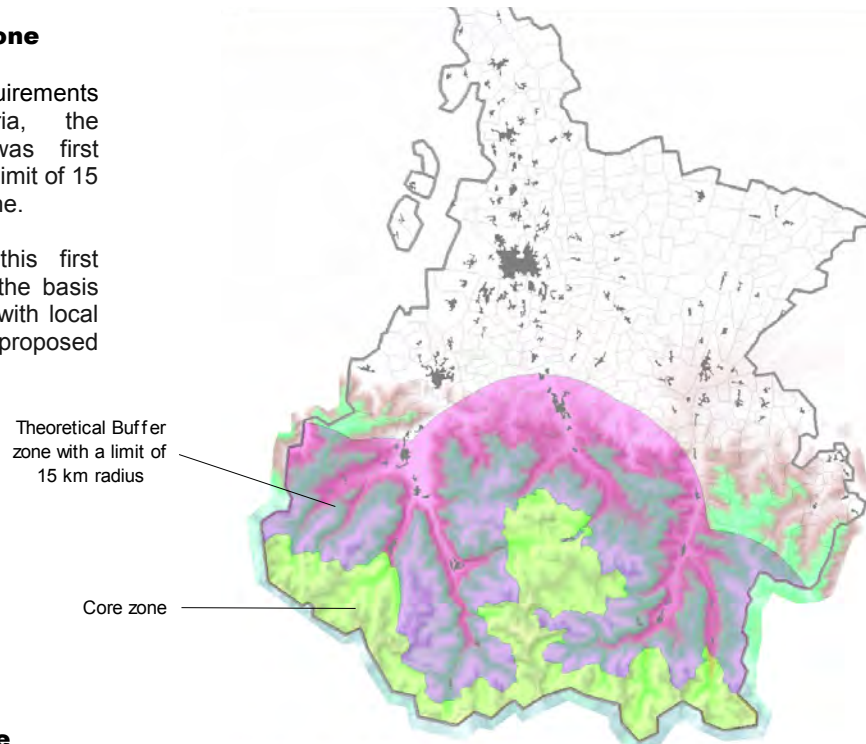 one
uirements
ria, the
was first
imit of 15
ne.
this first
the basis
with local
proposed
Theoretical Buffer
zone with a limit of
15 km radius
Core zone
e